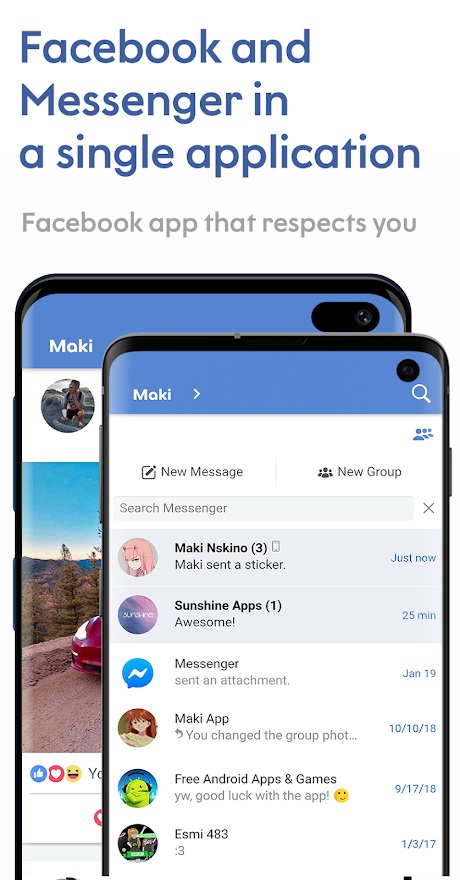 Facebook and
Messenger in
a single application
Facebook app that respects you
Maki
Maki
New Message
New Group
Search Messenger
Maki Nskino (3)
Just now
Maki sent a sticker.
Sunshine Apps (1)
25 min
Awesome!
Messenger
Jan 19
sent an attachment.
Maki App
10/10/18
You changed the group phot...
Free Android Apps & Games
9/17/18
yw, good luck with the app! 🙂
Esmi 483
1/3/17
:3